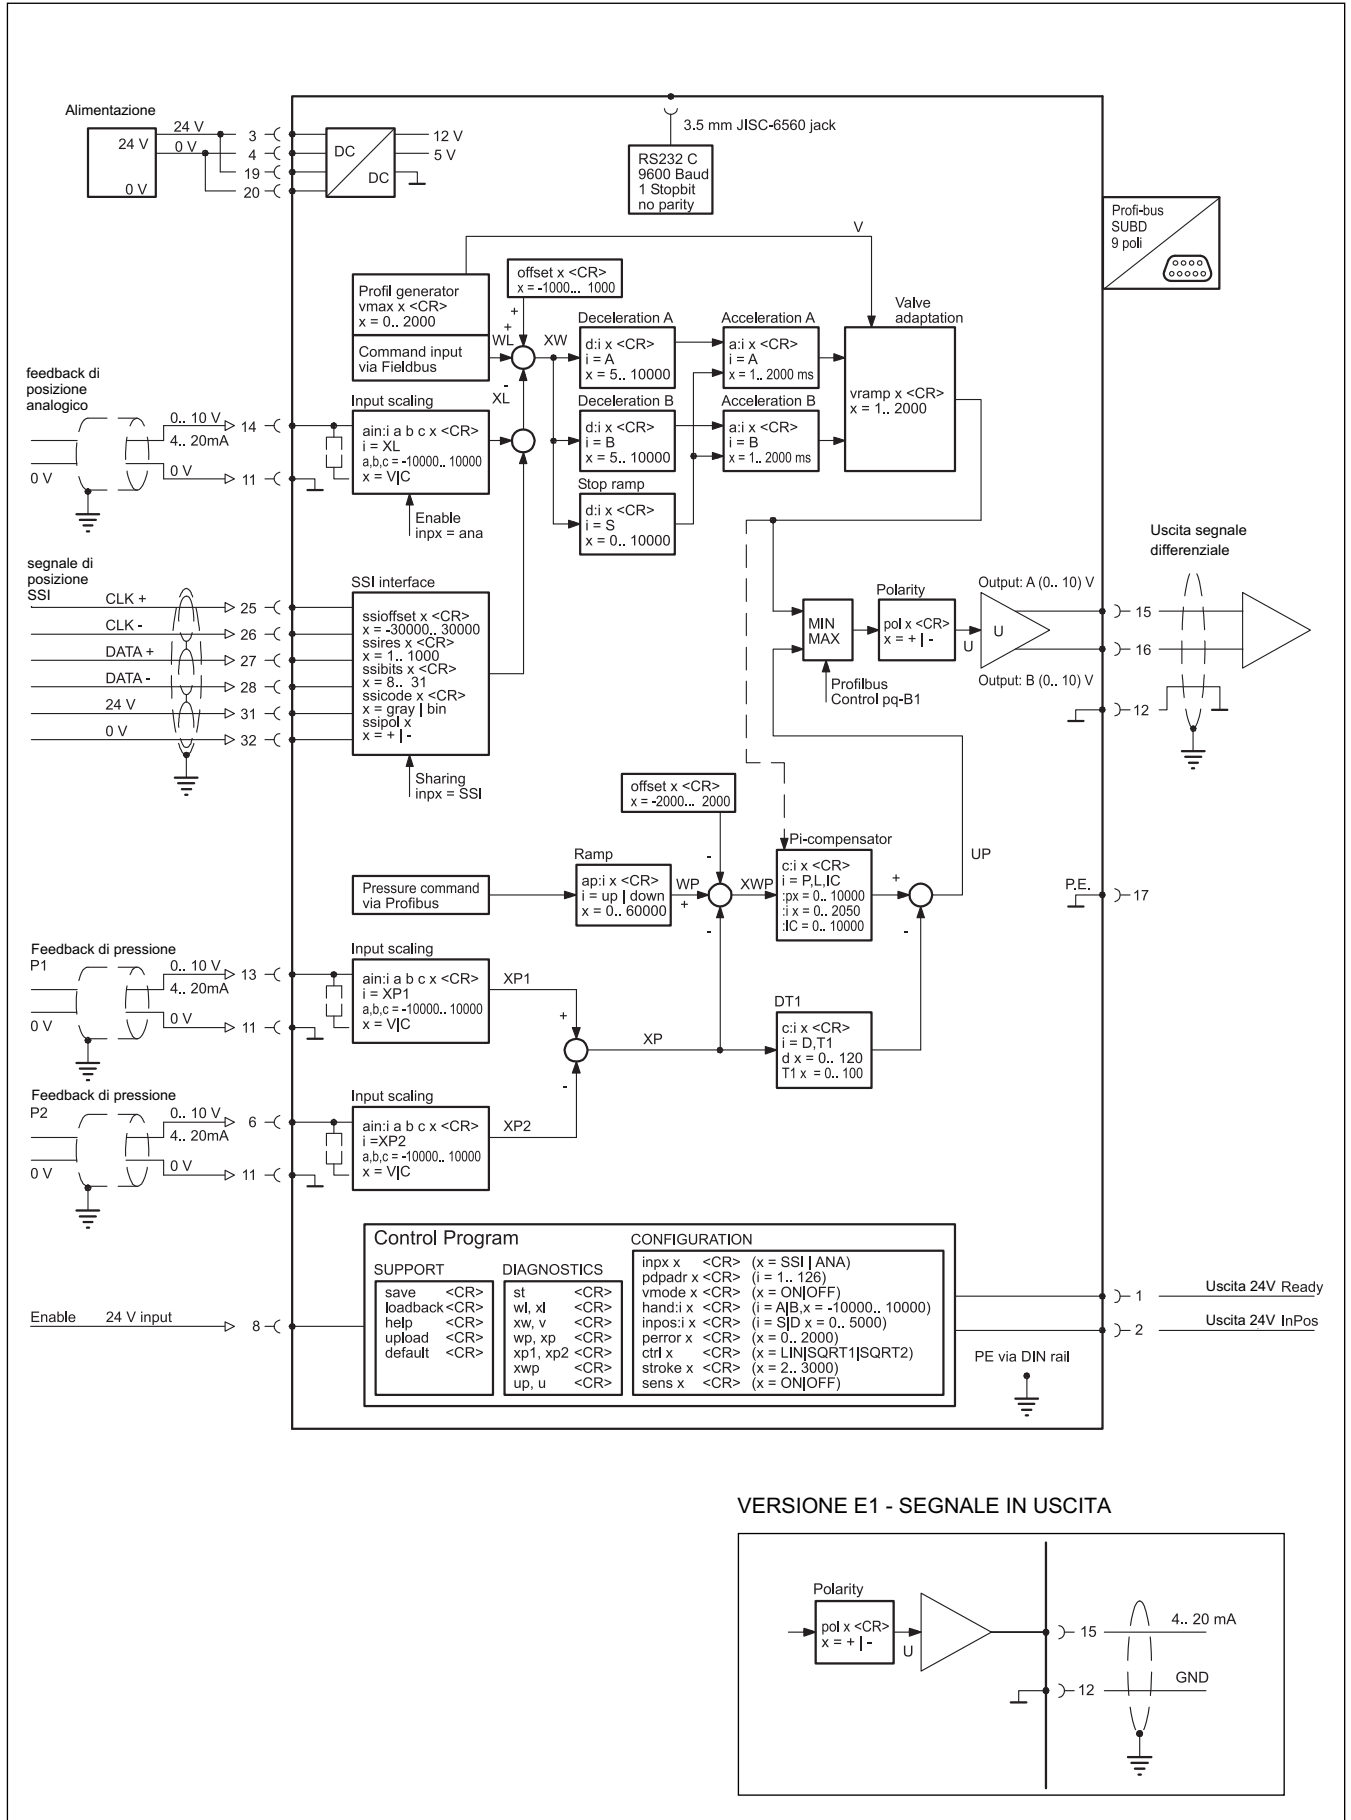 Alimentazione
24 V
0 V
24 V
0 V
3
4
19
20
DC
DC
12 V
5 V
3.5 mm JISC-6560 jack
RS232 C
9600 Baud
1 Stopbit
no parity
Profi-bus
SUBD
9 poli
V
Profil generator
vmax x <CR>
x = 0.. 2000
Command input
via Fieldbus
offset x <CR>
x = -1000... 1000
+
+
WL
XW
-
XL
Deceleration A
d:i x <CR>
i = A
x = 5.. 10000
Acceleration A
a:i x <CR>
i = A
x = 1.. 2000 ms
Valve
adaptation
vramp x <CR>
x = 1.. 2000
Deceleration B
d:i x <CR>
i = B
x = 5.. 10000
Acceleration B
a:i x <CR>
i = B
x = 1.. 2000 ms
Stop ramp
d:i x <CR>
i = S
x = 0.. 10000
feedback di
posizione
analogico
0.. 10 V
4.. 20mA
0 V
0 V
14
11
Input scaling
ain:i a b c x <CR>
i = XL
a,b,c = -10000.. 10000
x = V|C
Enable
inpx = ana
segnale di
posizione
SSI
CLK +
CLK -
DATA +
DATA -
24 V
0 V
25
26
27
28
31
32
SSI interface
ssioffset x <CR>
x = -30000.. 30000
ssires x <CR>
x = 1.. 1000
ssibits x <CR>
x = 8.. 31
ssicode x <CR>
x = gray | bin
ssipol x
x = + | -
Sharing
inpx = SSI
MIN
MAX
Profilbus
Control pq-B1
Polarity
pol x <CR>
x = + | -
U
U
Output: A (0.. 10) V
Output: B (0.. 10) V
Uscita segnale
differenziale
15
16
12
offset x <CR>
x = -2000... 2000
Ramp
ap:i x <CR>
i = up | down
x = 0.. 60000
Pressure command
via Profibus
WP
+
-
-
XWP
Pi-compensator
c:i x <CR>
i = P,L,IC
:px = 0.. 10000
:i x = 0.. 2050
:IC = 0.. 10000
+
-
UP
P.E.
17
Feedback di pressione
P1
0.. 10 V
4.. 20mA
0 V
0 V
13
11
Input scaling
ain:i a b c x <CR>
i = XP1
a,b,c = -10000.. 10000
x = V|C
XP1
+
-
XP
DT1
c:i x <CR>
i = D,T1
d x = 0.. 120
T1 x = 0.. 100
Feedback di pressione
P2
0.. 10 V
4.. 20mA
0 V
0 V
6
11
Input scaling
ain:i a b c x <CR>
i =XP2
a,b,c = -10000.. 10000
x = V|C
XP2
Control Program
SUPPORT
save <CR>
loadback <CR>
help <CR>
upload <CR>
default <CR>
DIAGNOSTICS
st <CR>
wl, xl <CR>
xw, v <CR>
wp, xp <CR>
xp1, xp2 <CR>
xwp <CR>
up, u <CR>
CONFIGURATION
inpx x <CR> (x = SSI | ANA)
pdpadr x <CR> (i = 1.. 126)
vmode x <CR> (x = ON|OFF)
hand:i x <CR> (i = A|B,x = -10000.. 10000)
inpos:i x <CR> (i = S|D x = 0.. 5000)
perror x <CR> (x = 0.. 2000)
ctrl x <CR> (x = LIN|SQRT1|SQRT2)
stroke x <CR> (x = 2.. 3000)
sens x <CR> (x = ON|OFF)
Enable 24 V input
8
1
Uscita 24V Ready
2
Uscita 24V InPos
PE via DIN rail
VERSIONE E1 - SEGNALE IN USCITA
Polarity
pol x <CR>
x = + | -
U
15
4.. 20 mA
12
GND